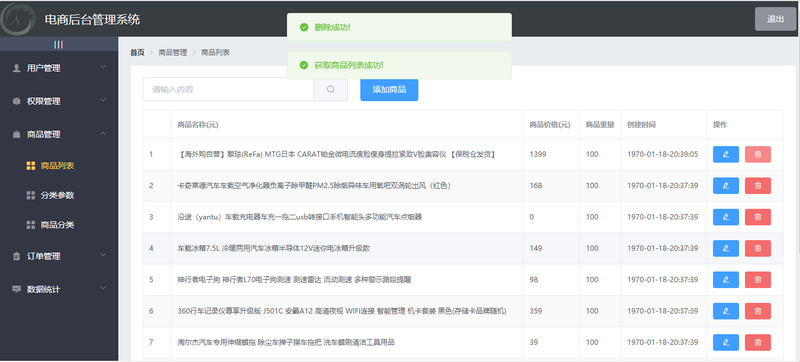 电商后台管理系统
退出
删除成功!
获取商品列表成功!
|||
首页 > 商品管理 > 商品列表
用户管理
权限管理
商品管理
商品列表
分类参数
商品分类
订单管理
数据统计
请输入内容
添加商品
商品名称(元) 商品价格(元) 商品重量 创建时间 操作
1 【海外购自营】黎珐(ReFa) MTG日本 CARAT铂金微电流瘦脸瘦身提拉紧致V脸美容仪 【保税仓发货】 1399 100 1970-01-18-20:39:05
2 卡奇莱德汽车车载空气净化器负离子除甲醛PM2.5除烟异味车用氧吧双涡轮出风（红色） 168 100 1970-01-18-20:37:39
3 沿途（yantu）车载充电器车充一拖二usb转接口手机智能头多功能汽车点烟器 0 100 1970-01-18-20:37:39
4 车载冰箱7.5L 冷暖两用汽车冰箱半导体12V迷你电冰箱升级款 149 100 1970-01-18-20:37:39
5 神行者电子狗 神行者L70电子狗测速 测速雷达 流动测速 多种警示路段提醒 98 100 1970-01-18-20:37:39
6 360行车记录仪尊享升级版 J501C 安霸A12 高清夜视 WIFI连接 智能管理 机卡套装 黑色(存储卡品牌随机) 359 100 1970-01-18-20:37:39
7 淘尔杰汽车专用伸缩蜡拖 除尘车掸子擦车拖把 洗车蜡刷清洁工具用品 39 100 1970-01-18-20:37:39